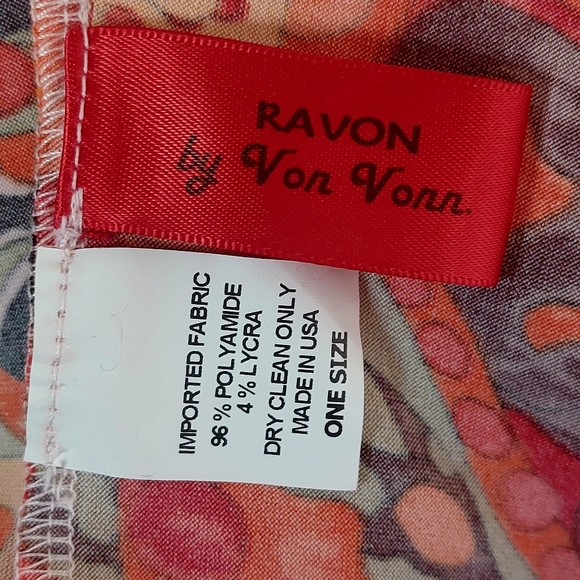 RAVON
by Von Vonn.
IMPORTED FABRIC
96 % POLYAMIDE
4 % LYCRA
DRY CLEAN ONLY
MADE IN USA
ONE SIZE